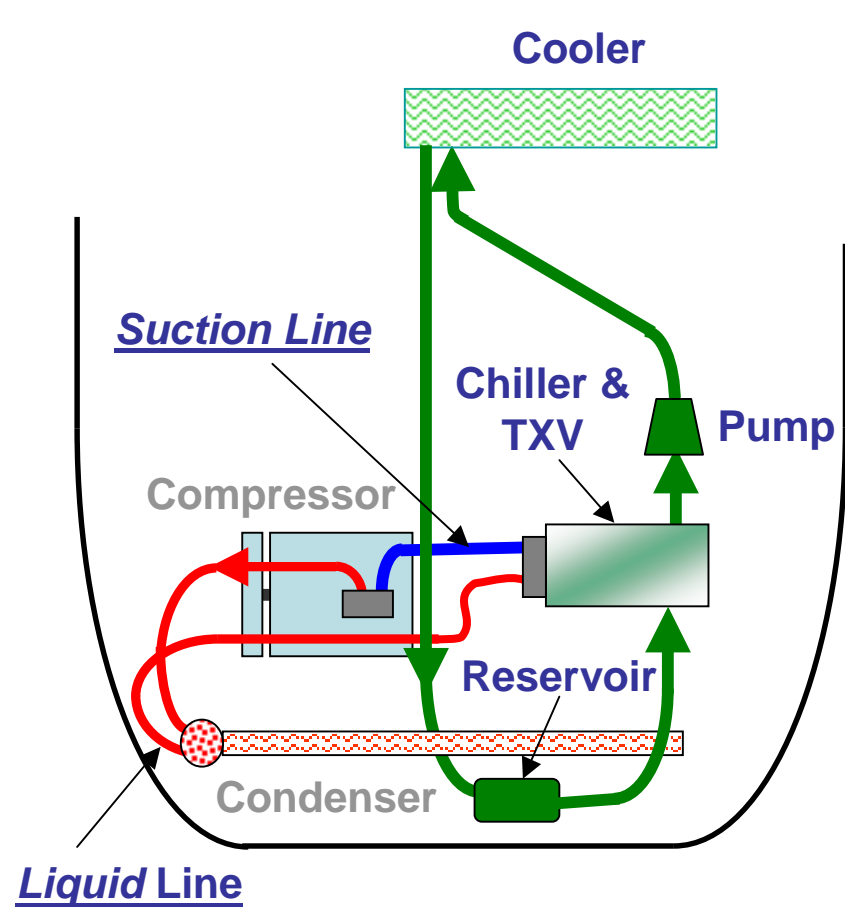 Cooler
Suction Line
Chiller &
TXV
Pump
Compressor
Reservoir
Condenser
Liquid Line